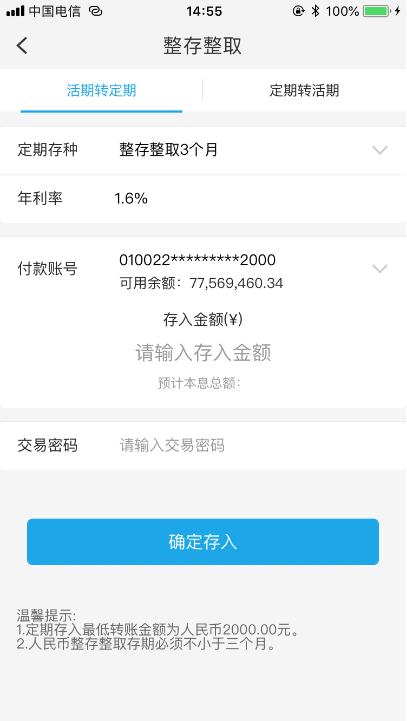 中国电信 14:55 100%
整存整取
活期转定期 定期转活期
定期存种 整存整取3个月
年利率 1.6%
付款账号 010022*********2000
可用余额：77,569,460.34
存入金额(¥)
请输入存入金额
预计本息总额：
交易密码 请输入交易密码
确定存入
温馨提示:
1.定期存入最低转账金额为人民币2000.00元。
2.人民币整存整取存期必须不小于三个月。